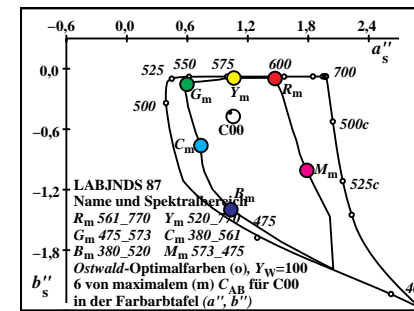 −0,6 0,0 0,6 1,2 1,8 2,4
a"s
525 550 575 600 700
0,0
Gm Ym Rm
500
C00
−0,6
500c
Cm
Mm
525c
−1,2
LABJNDS 87
Name und Spektralbereich
Bm
Rm 561_770 Ym 520_770
Gm 475_573 Cm 380_561
475
Bm 380_520 Mm 573_475
−1,8
Ostwald-Optimalfarben (o), YW=100
b"s
6 von maximalem (m) CAB für C00
in der Farbartafel (a", b")